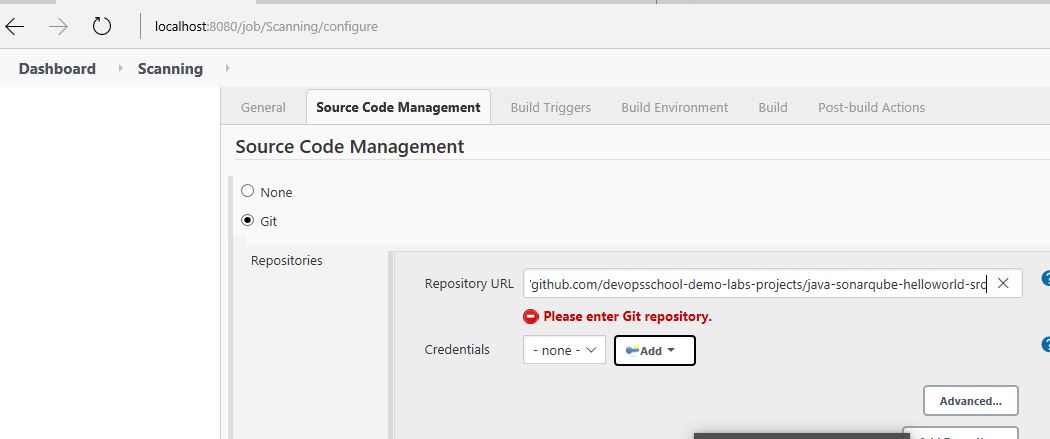 localhost:8080/job/Scanning/configure
Dashboard Scanning
General Source Code Management Build Triggers Build Environment Build Post-build Actions
Source Code Management
None
Git
Repositories
Repository URL /github.com/devopsschool-demo-labs-projects/java-sonarqube-helloworld-src
Please enter Git repository.
Credentials - none - Add
Advanced...